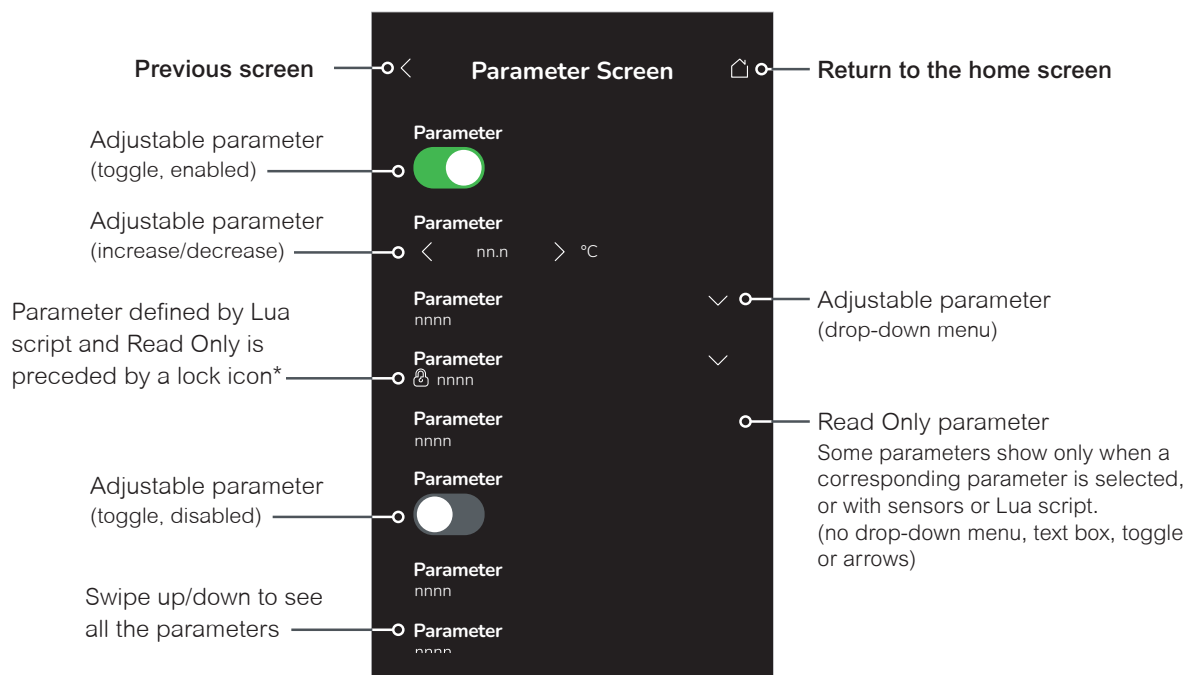 Previous screen
Parameter Screen
Return to the home screen
Adjustable parameter
(toggle, enabled)
Parameter
Adjustable parameter
(increase/decrease)
Parameter
nn.n
°C
Parameter
nnnn
Adjustable parameter
(drop-down menu)
Parameter defined by Lua
script and Read Only is
preceded by a lock icon*
Parameter
nnnn
Parameter
nnnn
Read Only parameter
Some parameters show only when a
corresponding parameter is selected,
or with sensors or Lua script.
(no drop-down menu, text box, toggle
or arrows)
Adjustable parameter
(toggle, disabled)
Parameter
Parameter
nnnn
Swipe up/down to see
all the parameters
Parameter
nnnn